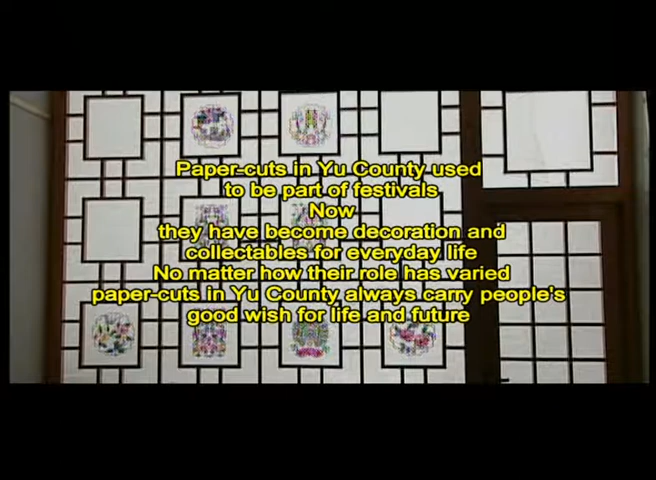 Paper-cuts in Yu County used
to be part of festivals
Now
they have become decoration and
collectables for everyday life
No matter how their role has varied
paper-cuts in Yu County always carry people's
good wish for life and future